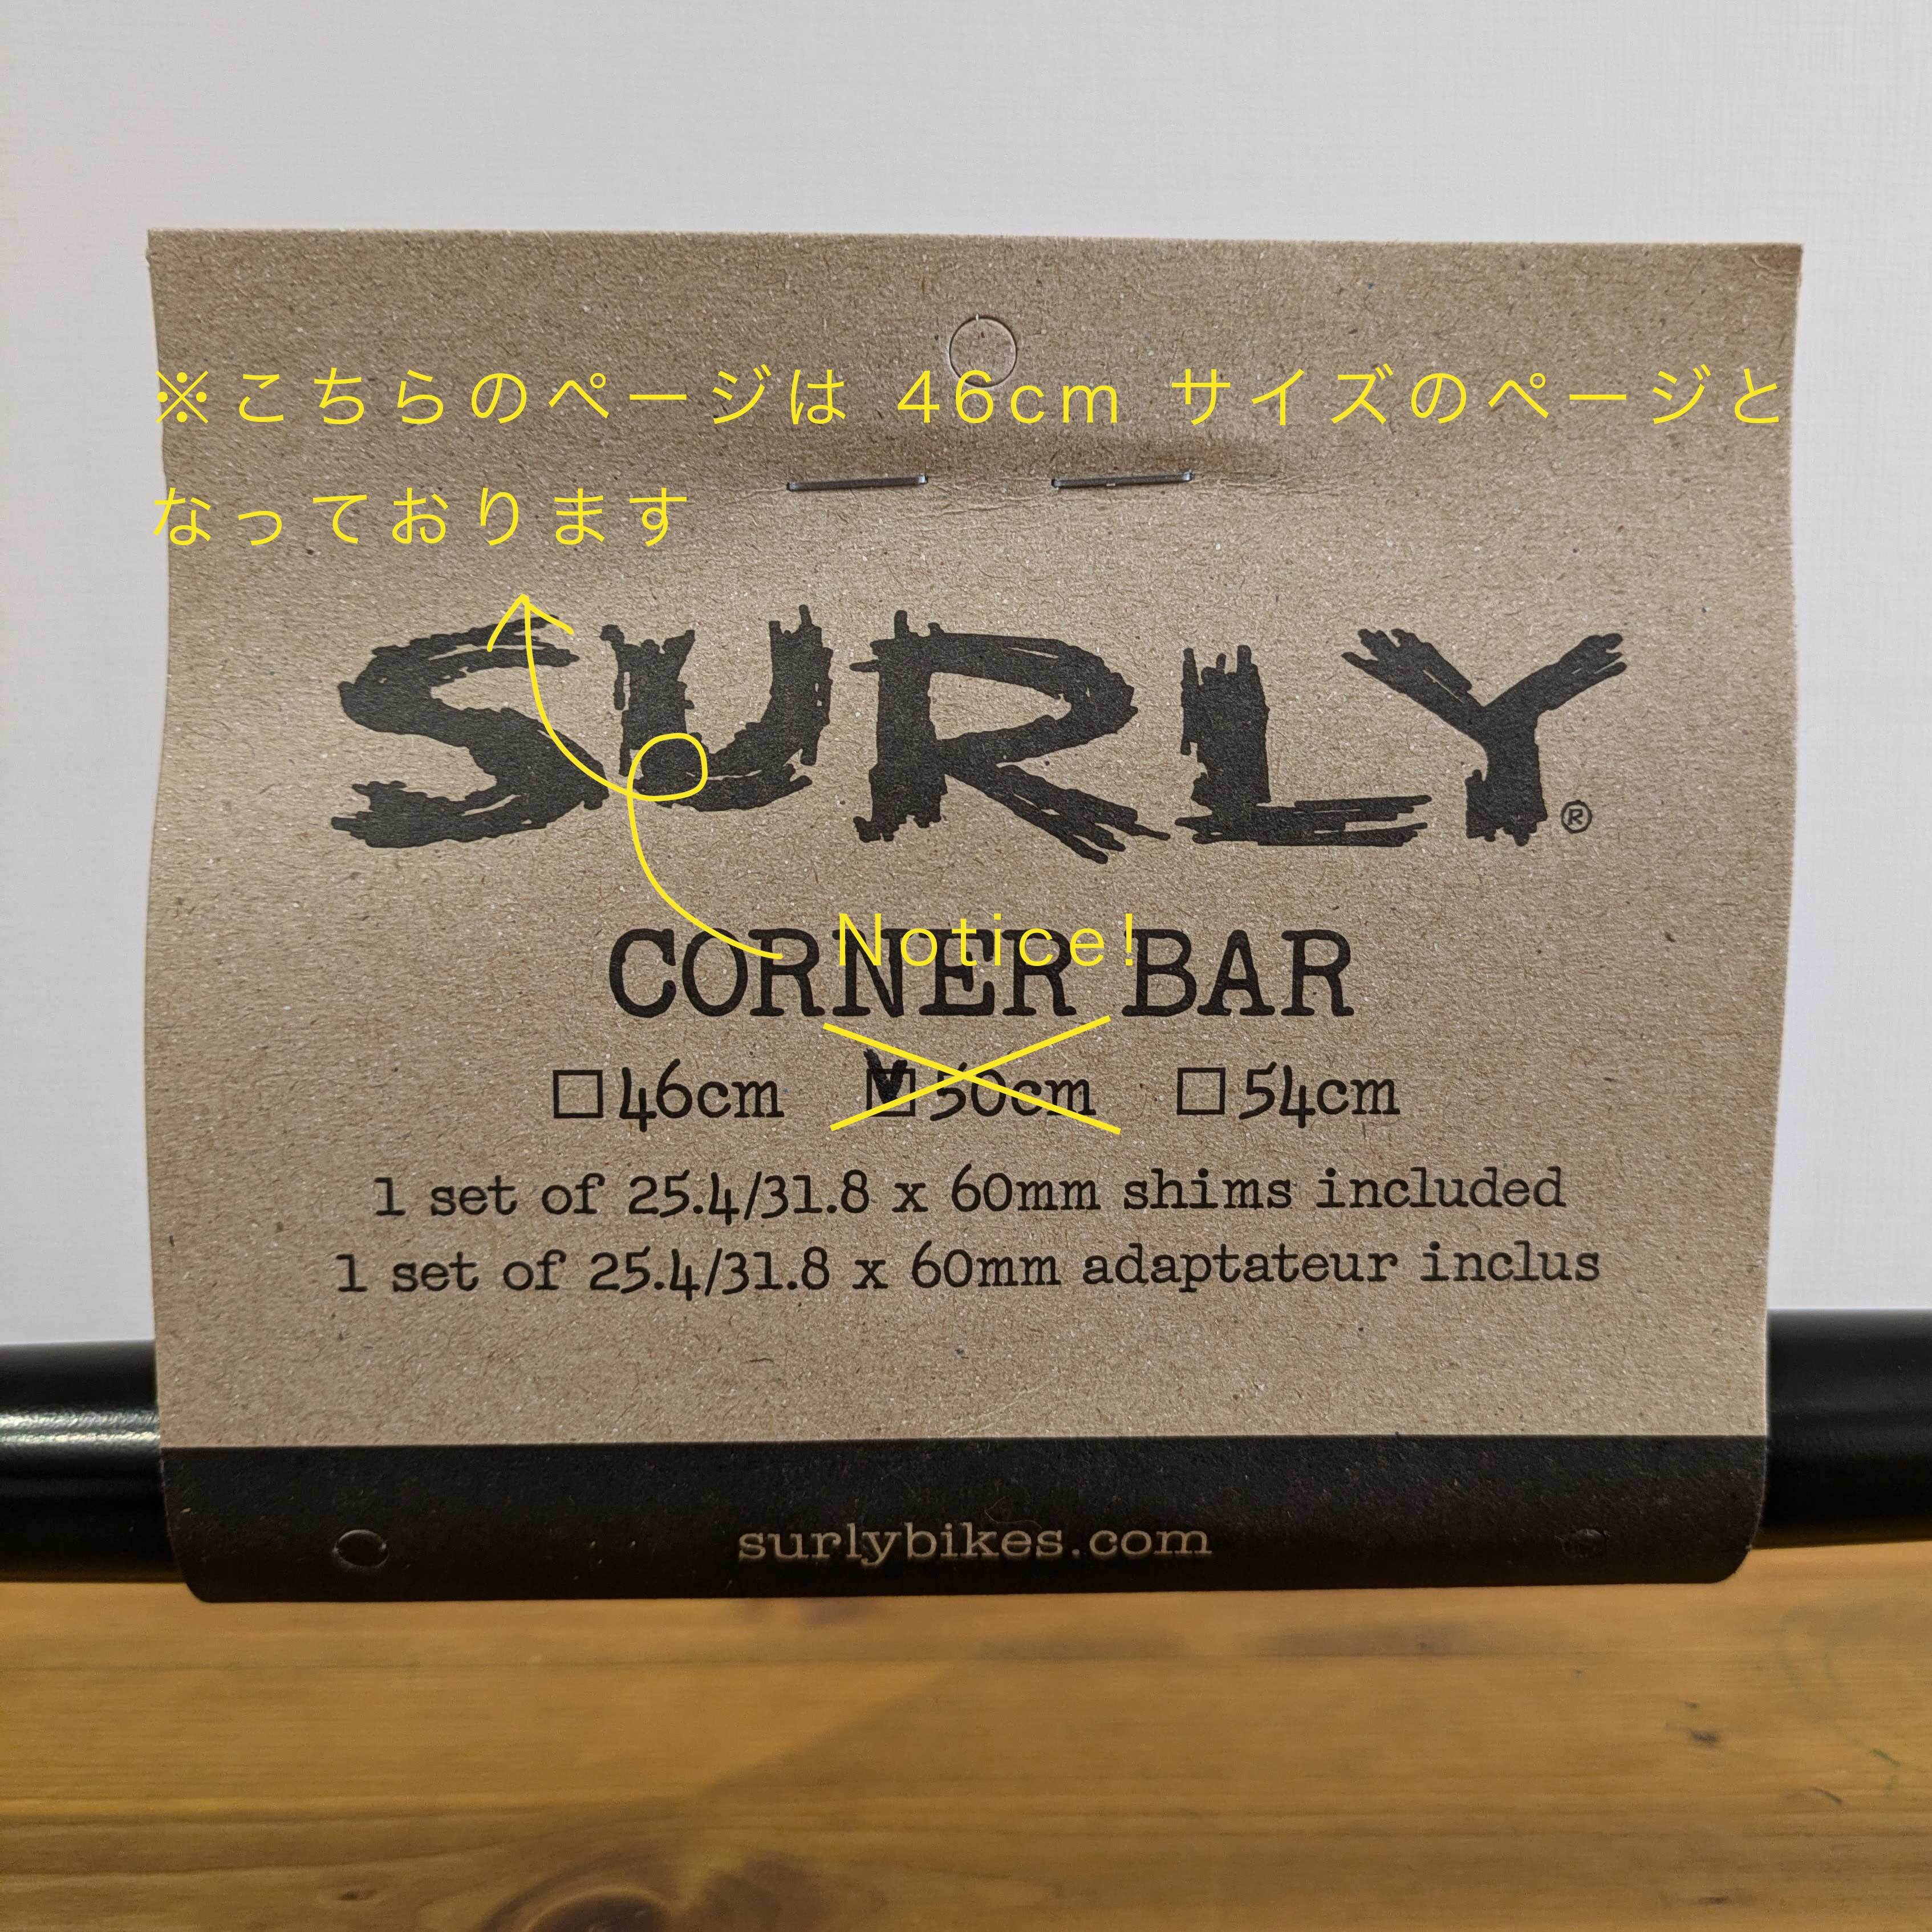 ※こちらのページは 46cm サイズのページと
なっております
SURLY®
Notice!
CORNER BAR
46cm 50cm 54cm
1 set of 25.4/31.8 x 60mm shims included
1 set of 25.4/31.8 x 60mm adaptateur inclus
surlybikes.com